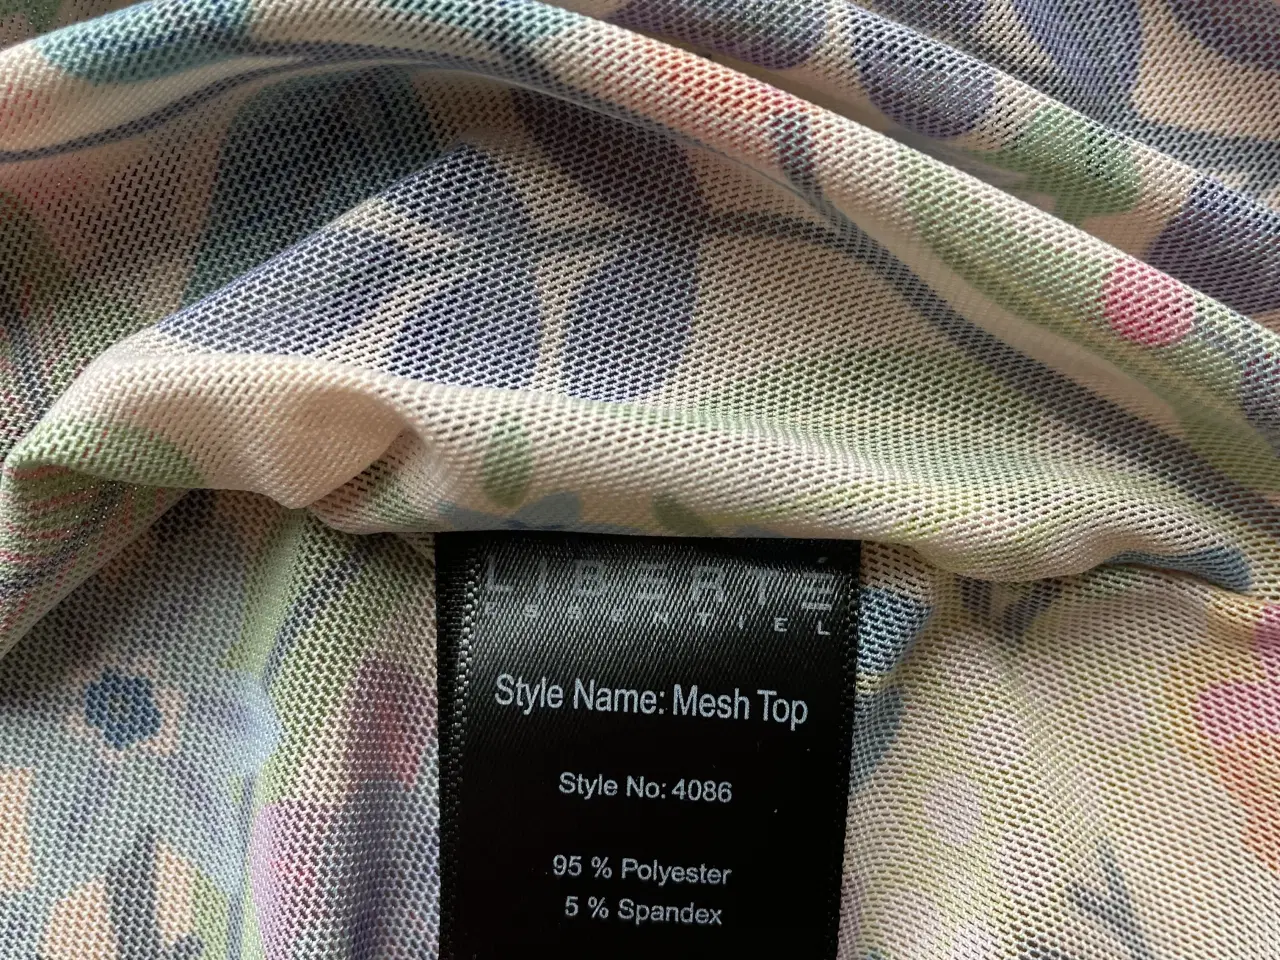 LIBERTÉ
ESSENTIEL
Style Name: Mesh Top
Style No: 4086
95 % Polyester
5 % Spandex